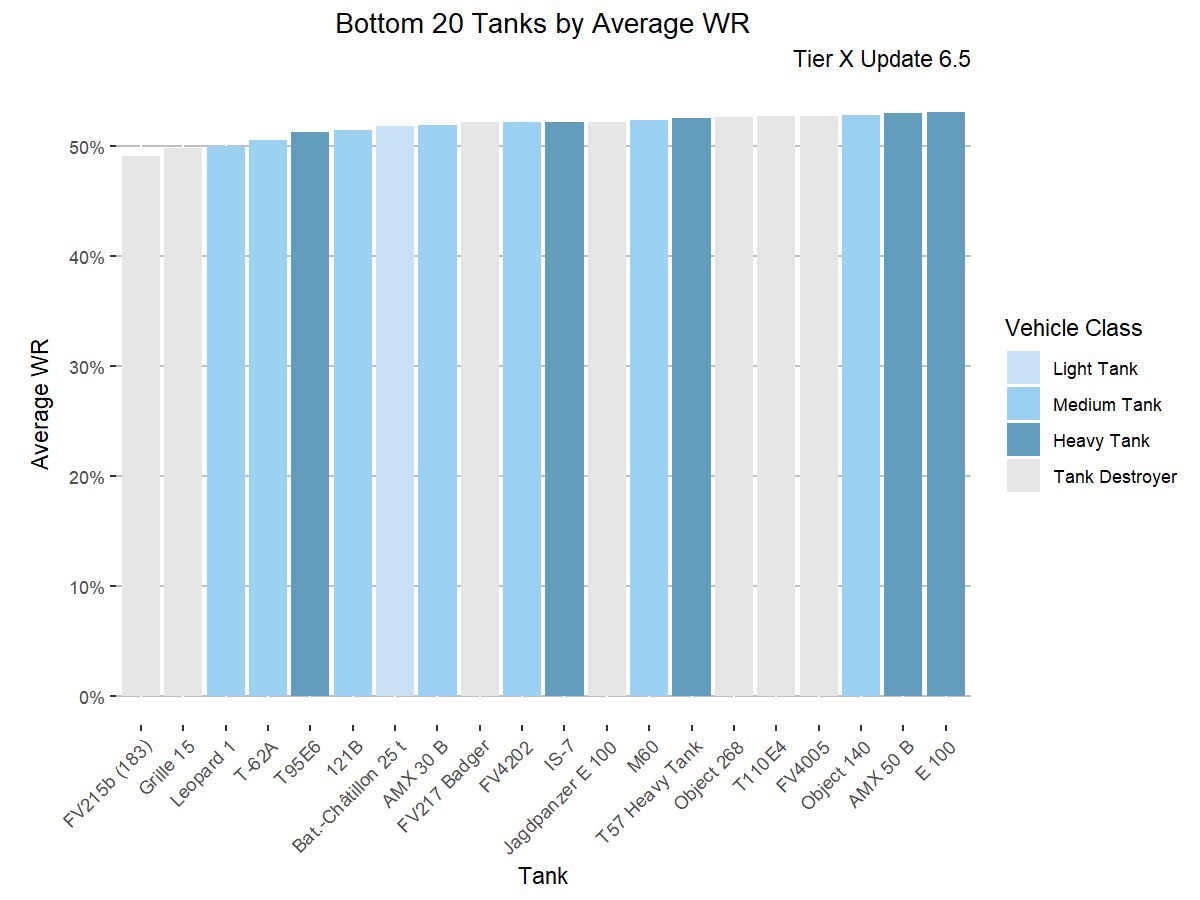 Bottom 20 Tanks by Average WR
Tier X Update 6.5
Average WR
50%
40%
30%
20%
10%
0%
FV215b (183)
Grille 15
Leopard 1
T-62A
T95E6
121B
Bat.-Châtillon 25 t
AMX 30 B
FV217 Badger
FV4202
IS-7
Jagdpanzer E 100
M60
T57 Heavy Tank
Object 268
T110E4
FV4005
Object 140
AMX 50 B
E 100
Tank
Vehicle Class
Light Tank
Medium Tank
Heavy Tank
Tank Destroyer